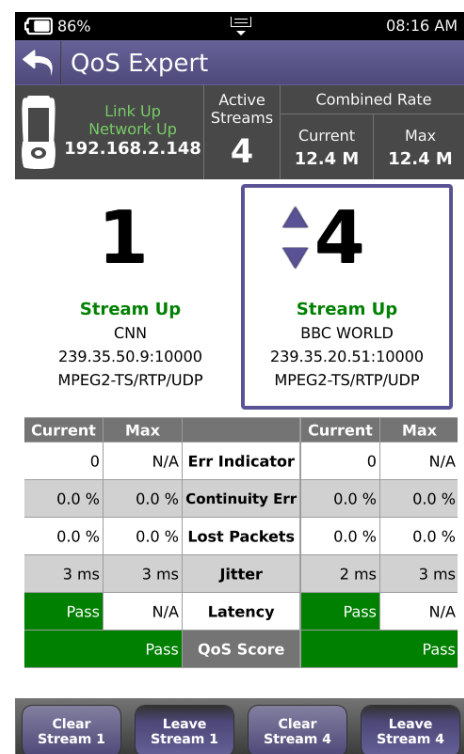 86%
08:16 AM
QoS Expert
Link Up
Network Up
192.168.2.148
Active
Streams
4
Combined Rate
Current
12.4 M
Max
12.4 M
1
Stream Up
CNN
239.35.50.9:10000
MPEG2-TS/RTP/UDP
4
Stream Up
BBC WORLD
239.35.20.51:10000
MPEG2-TS/RTP/UDP
Current Max Current Max
0 N/A Err Indicator 0 N/A
0.0 % 0.0 % Continuity Err 0.0 % 0.0 %
0.0 % 0.0 % Lost Packets 0.0 % 0.0 %
3 ms 3 ms Jitter 2 ms 3 ms
Pass N/A Latency Pass N/A
Pass QoS Score Pass
Clear
Stream 1
Leave
Stream 1
Clear
Stream 4
Leave
Stream 4